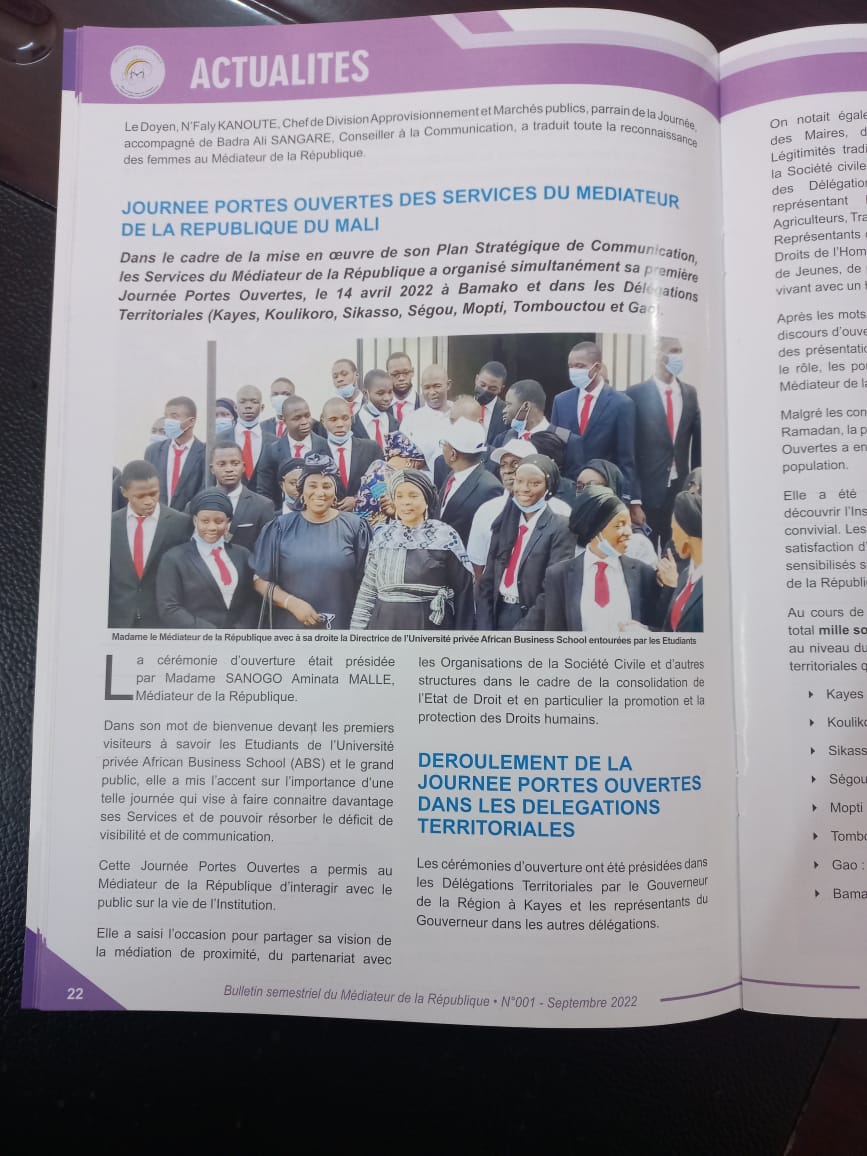 ACTUALITES
Le Doyen, N'Faly KANOUTE, Chef de Division Approvisionnement et Marchés publics, parrain de la Journée,
accompagné de Badra Ali SANGARE, Conseiller à la Communication, a traduit toute la reconnaissance
des femmes au Médiateur de la République.
JOURNEE PORTES OUVERTES DES SERVICES DU MEDIATEUR
DE LA REPUBLIQUE DU MALI
Dans le cadre de la mise en œuvre de son Plan Stratégique de Communication,
les Services du Médiateur de la République a organisé simultanément sa première
Journée Portes Ouvertes, le 14 avril 2022 à Bamako et dans les Délégations
Territoriales (Kayes, Koulikoro, Sikasso, Ségou, Mopti, Tombouctou et Gao).
Madame le Médiateur de la République avec à sa droite la Directrice de l'Université privée African Business School entourées par les Etudiants
La cérémonie d'ouverture était présidée
par Madame SANOGO Aminata MALLE,
Médiateur de la République.
Dans son mot de bienvenue devant les premiers
visiteurs à savoir les Etudiants de l'Université
privée African Business School (ABS) et le grand
public, elle a mis l'accent sur l'importance d'une
telle journée qui vise à faire connaitre davantage
ses Services et de pouvoir résorber le déficit de
visibilité et de communication.
Cette Journée Portes Ouvertes a permis au
Médiateur de la République d'interagir avec le
public sur la vie de l'Institution.
Elle a saisi l'occasion pour partager sa vision de
la médiation de proximité, du partenariat avec
les Organisations de la Société Civile et d'autres
structures dans le cadre de la consolidation de
l'Etat de Droit et en particulier la promotion et la
protection des Droits humains.
DEROULEMENT DE LA
JOURNEE PORTES OUVERTES
DANS LES DELEGATIONS
TERRITORIALES
Les cérémonies d'ouverture ont été présidées dans
les Délégations Territoriales par le Gouverneur
de la Région à Kayes et les représentants du
Gouverneur dans les autres délégations.
22
Bulletin semestriel du Médiateur de la République • N°001 - Septembre 2022
On notait
des Maires,
Légitimités
la Société civile
des
représentant
Agriculteurs,
Représentants
Droits de
de Jeunes, de
vivant avec un
Après les mots
discours
des
le rôle, les
Médiateur de
Malgré les
Ramadan, la
Ouvertes a
population.
Elle a été
découvrir
convivial. Les
satisfaction
sensibilisés
de la
Au cours de
total mille
au niveau du
territoriales
Kayes
Sikasso
Ségou
Mopti
Gao :